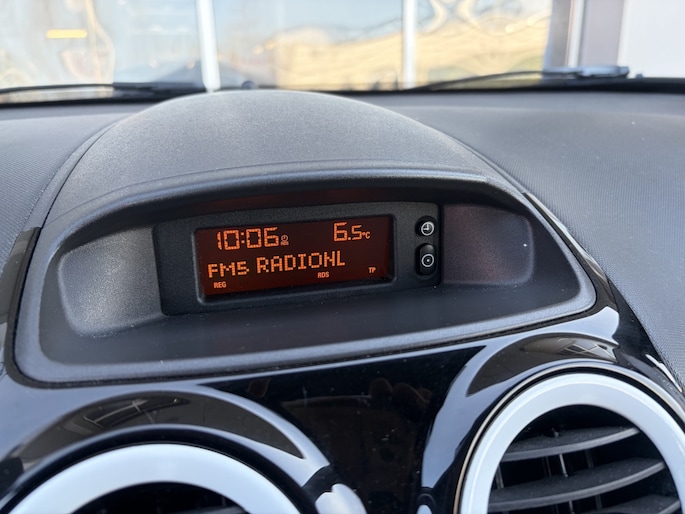 10:06 6.5°C
FM5 RADIONL
REG RDS TP